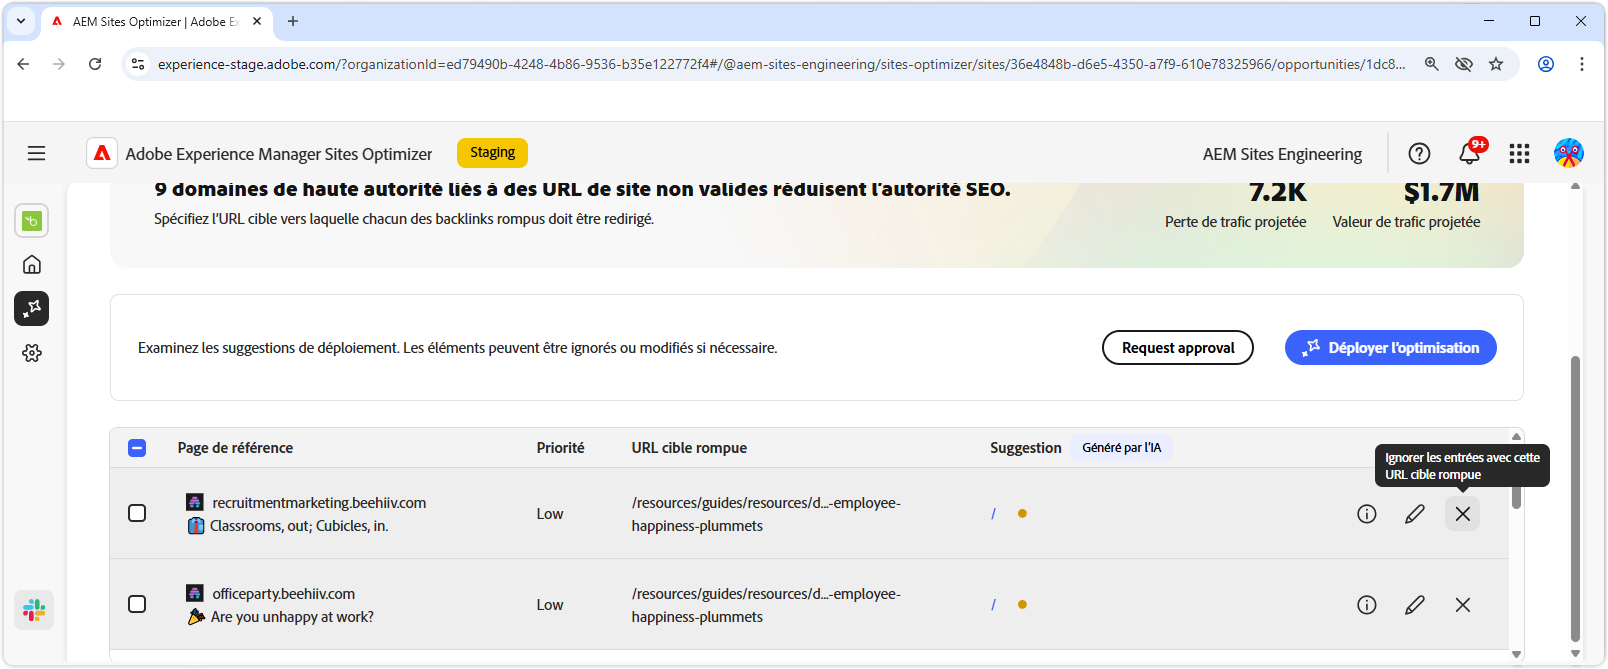 AEM Sites Optimizer | Adobe Ex
experience-stage.adobe.com/?organizationId=ed79490b-4248-4b86-9536-b35e122772f4#/@aem-sites-engineering/sites-optimizer/sites/36e4848b-d6e5-4350-a7f9-610e78325966/opportunities/1dc8...
Adobe Experience Manager Sites Optimizer
Staging
AEM Sites Engineering
9+
9 domaines de haute autorité liés à des URL de site non valides réduisent l'autorité SEO.
Spécifiez l'URL cible vers laquelle chacun des backlinks rompus doit être redirigé.
7.2K
Perte de trafic projetée
$1.7M
Valeur de trafic projetée
Examinez les suggestions de déploiement. Les éléments peuvent être ignorés ou modifiés si nécessaire.
Request approval
Déployer l'optimisation
Page de référence
Priorité
URL cible rompue
Suggestion
Généré par l'IA
Ignorer les entrées avec cette
URL cible rompue
recruitmentmarketing.beehiiv.com
Classrooms, out; Cubicles, in.
Low
/resources/guides/resources/d...-employee-
happiness-plummets
/
officeparty.beehiiv.com
Are you unhappy at work?
Low
/resources/guides/resources/d...-employee-
happiness-plummets
/